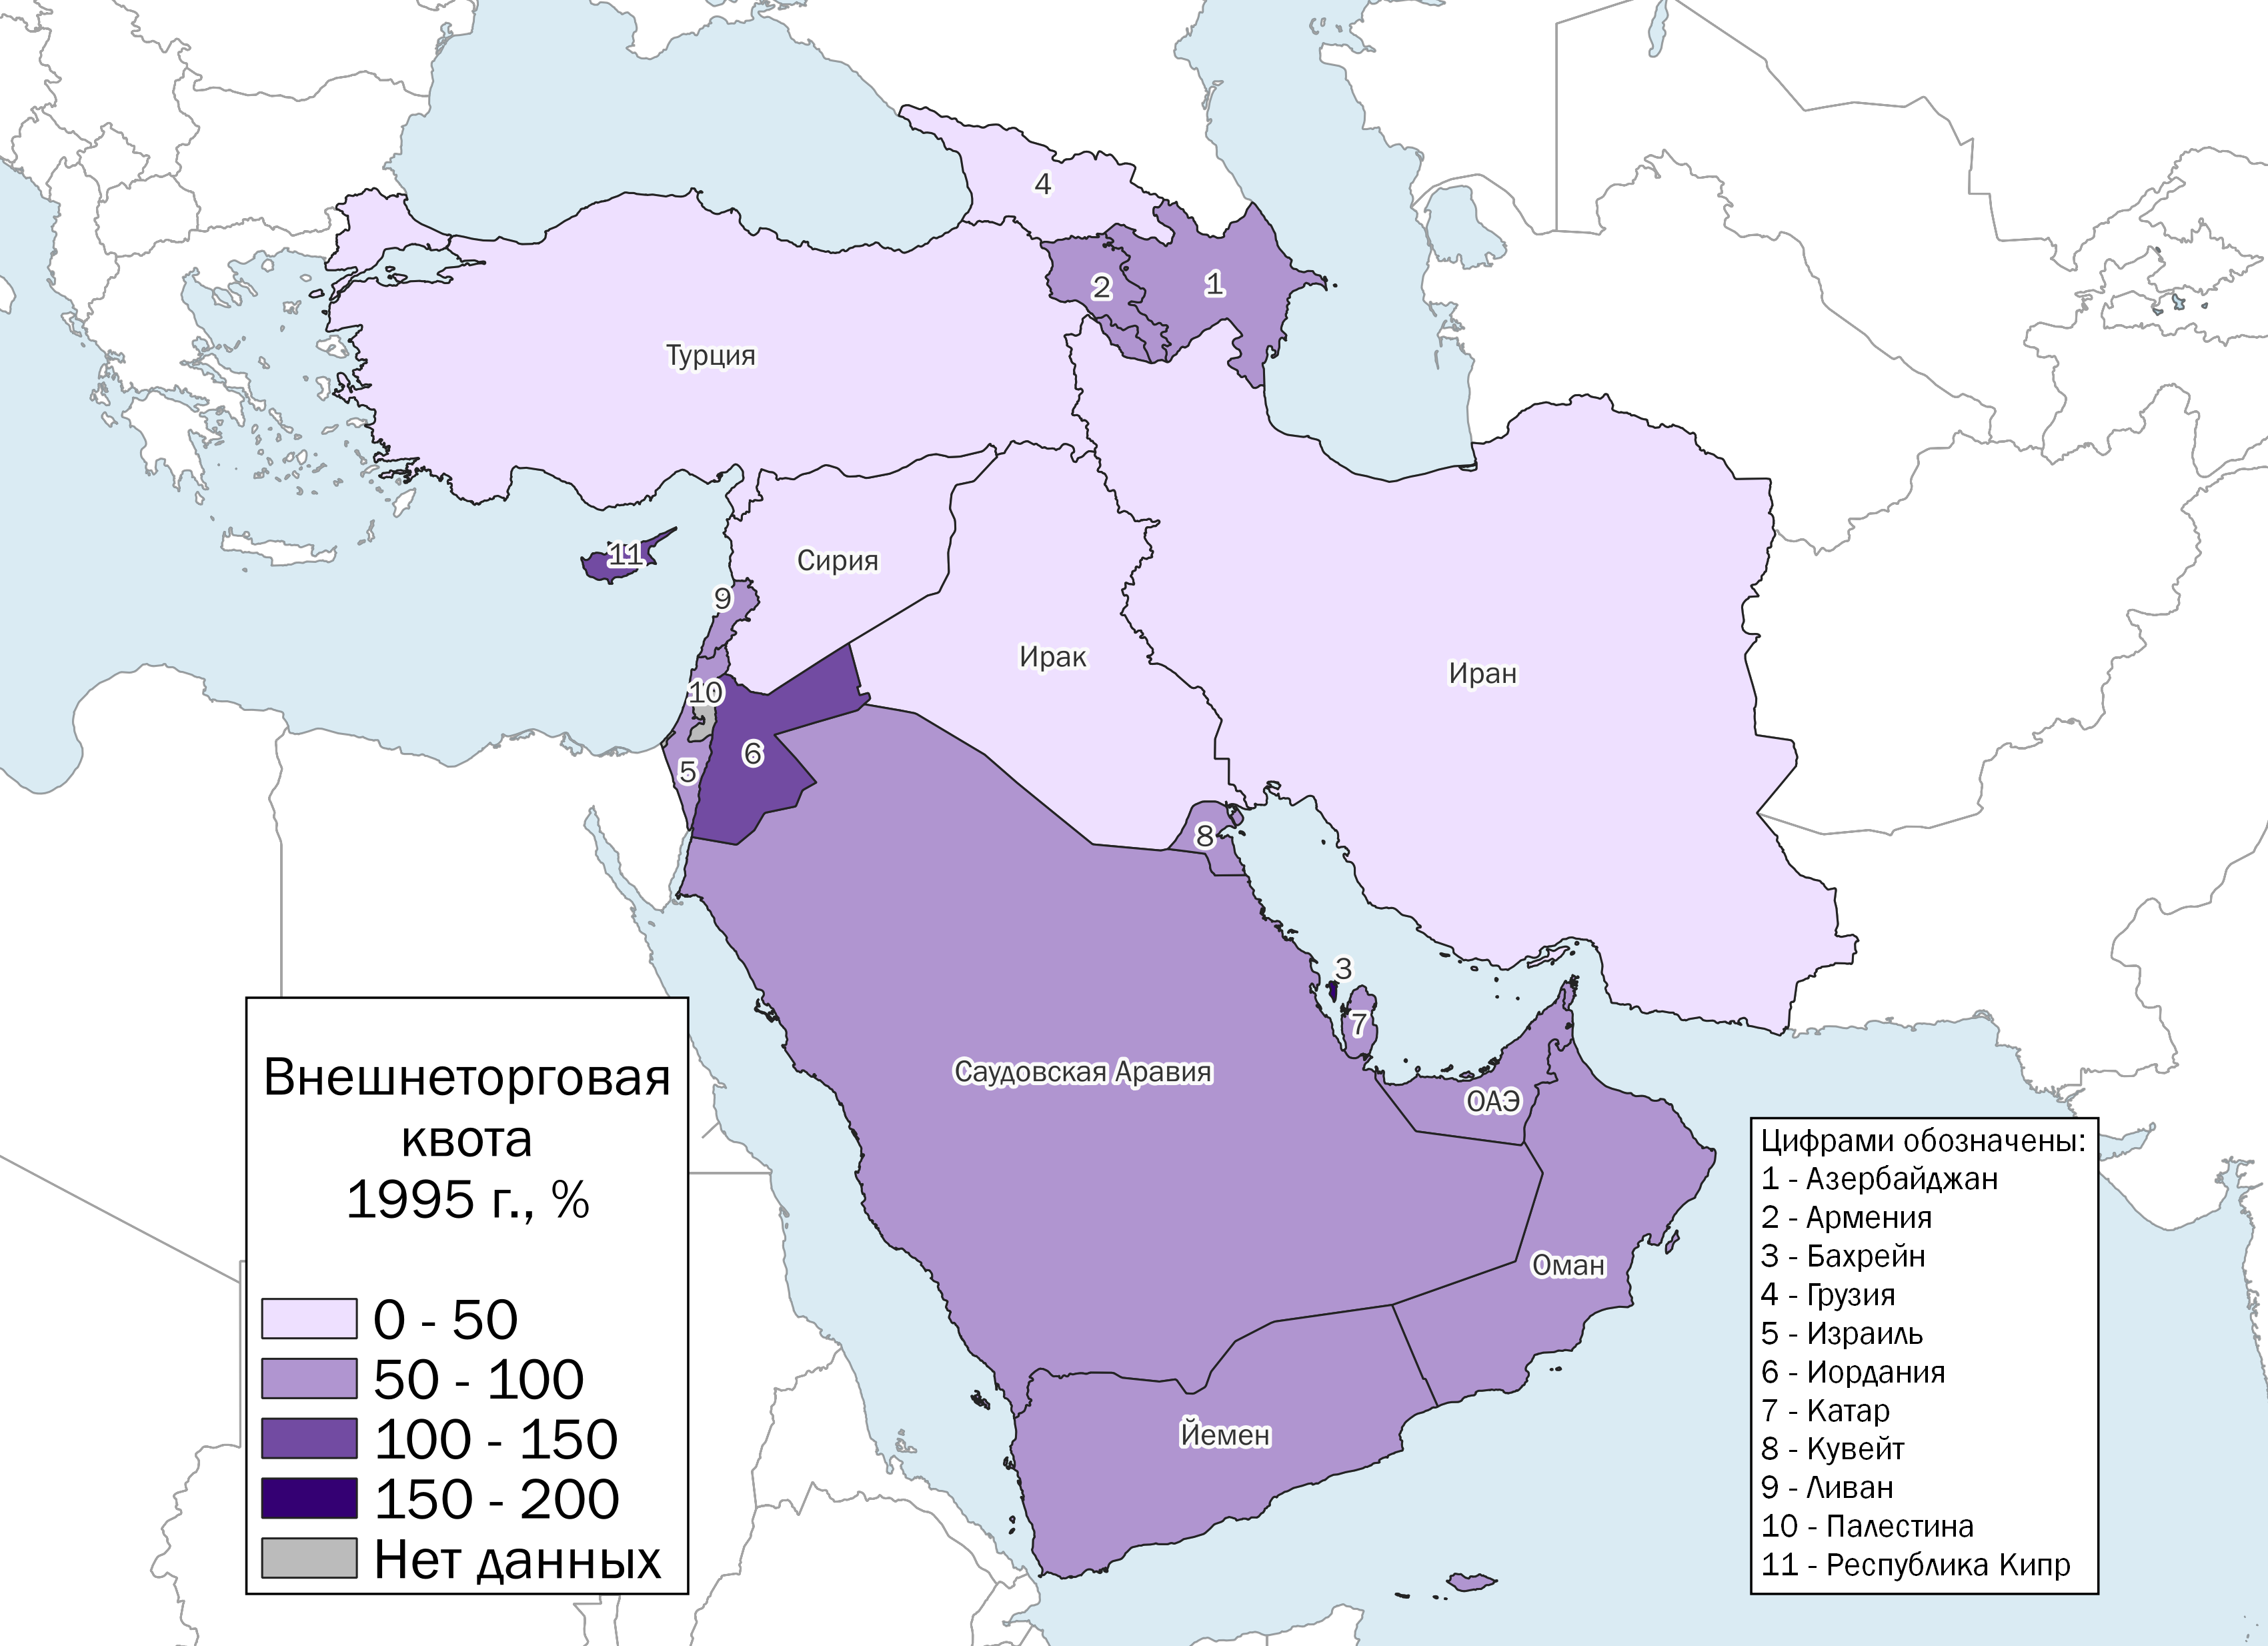 4
2
1
Турция
11
Сирия
9
Ирак
Иран
10
6
5
8
3
7
Саудовская Аравия
ОАЭ
Оман
Йемен
Внешнеторговая
квота
1995 г., %
0 - 50
50 - 100
100 - 150
150 - 200
Нет данных
Цифрами обозначены:
1 - Азербайджан
2 - Армения
3 - Бахрейн
4 - Грузия
5 - Израиль
6 - Иордания
7 - Катар
8 - Кувейт
9 - Ливан
10 - Палестина
11 - Республика Кипр